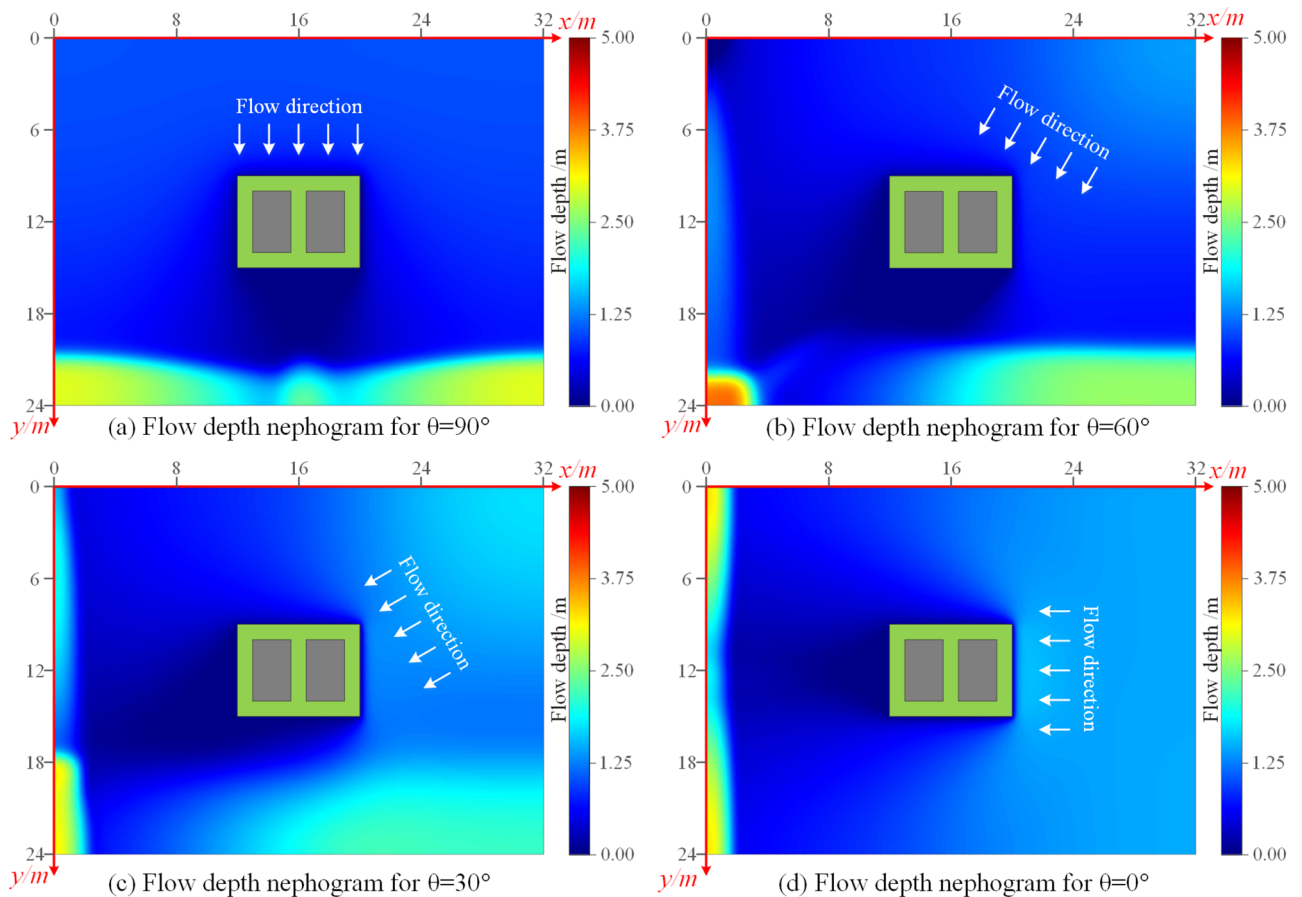 0 8 16 24 32
x/m
0
6
12
18
24
y/m
Flow direction
5.00
3.75
2.50
1.25
0.00
Flow depth /m
(a) Flow depth nephogram for θ=90°
0 8 16 24 32
x/m
0
6
12
18
24
y/m
Flow direction
5.00
3.75
2.50
1.25
0.00
Flow depth /m
(b) Flow depth nephogram for θ=60°
0 8 16 24 32
x/m
0
6
12
18
24
y/m
Flow direction
5.00
3.75
2.50
1.25
0.00
Flow depth /m
(c) Flow depth nephogram for θ=30°
0 8 16 24 32
x/m
0
6
12
18
24
y/m
Flow direction
5.00
3.75
2.50
1.25
0.00
Flow depth /m
(d) Flow depth nephogram for θ=0°